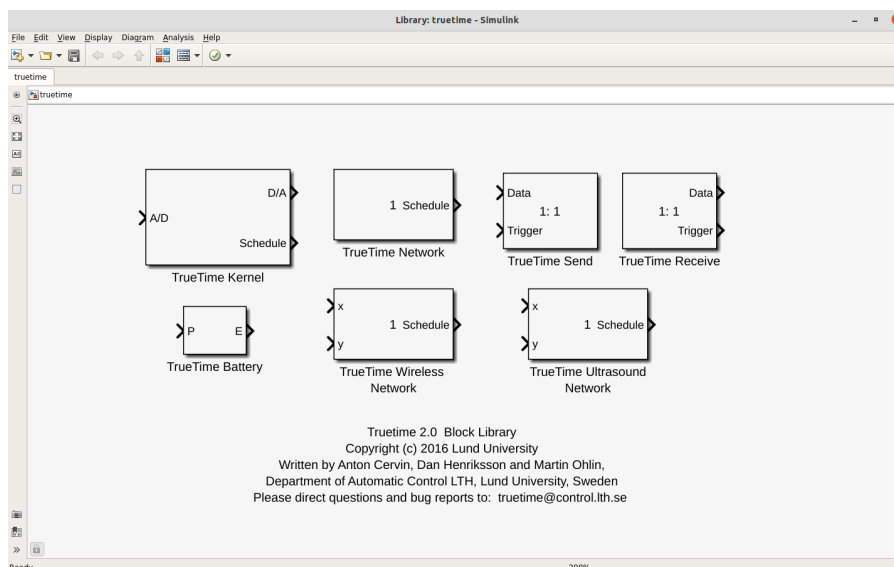 Library: truetime - Simulink
File Edit View Display Diagram Analysis Help
truetime
truetime
A/D
D/A
Schedule
TrueTime Kernel
1 Schedule
TrueTime Network
Data
1: 1
Trigger
TrueTime Send
Data
1: 1
Trigger
TrueTime Receive
P E
TrueTime Battery
x
1 Schedule
y
TrueTime Wireless
Network
x
1 Schedule
y
TrueTime Ultrasound
Network
Truetime 2.0 Block Library
Copyright (c) 2016 Lund University
Written by Anton Cervin, Dan Henriksson and Martin Ohlin,
Department of Automatic Control LTH, Lund University, Sweden
Please direct questions and bug reports to: truetime@control.lth.se